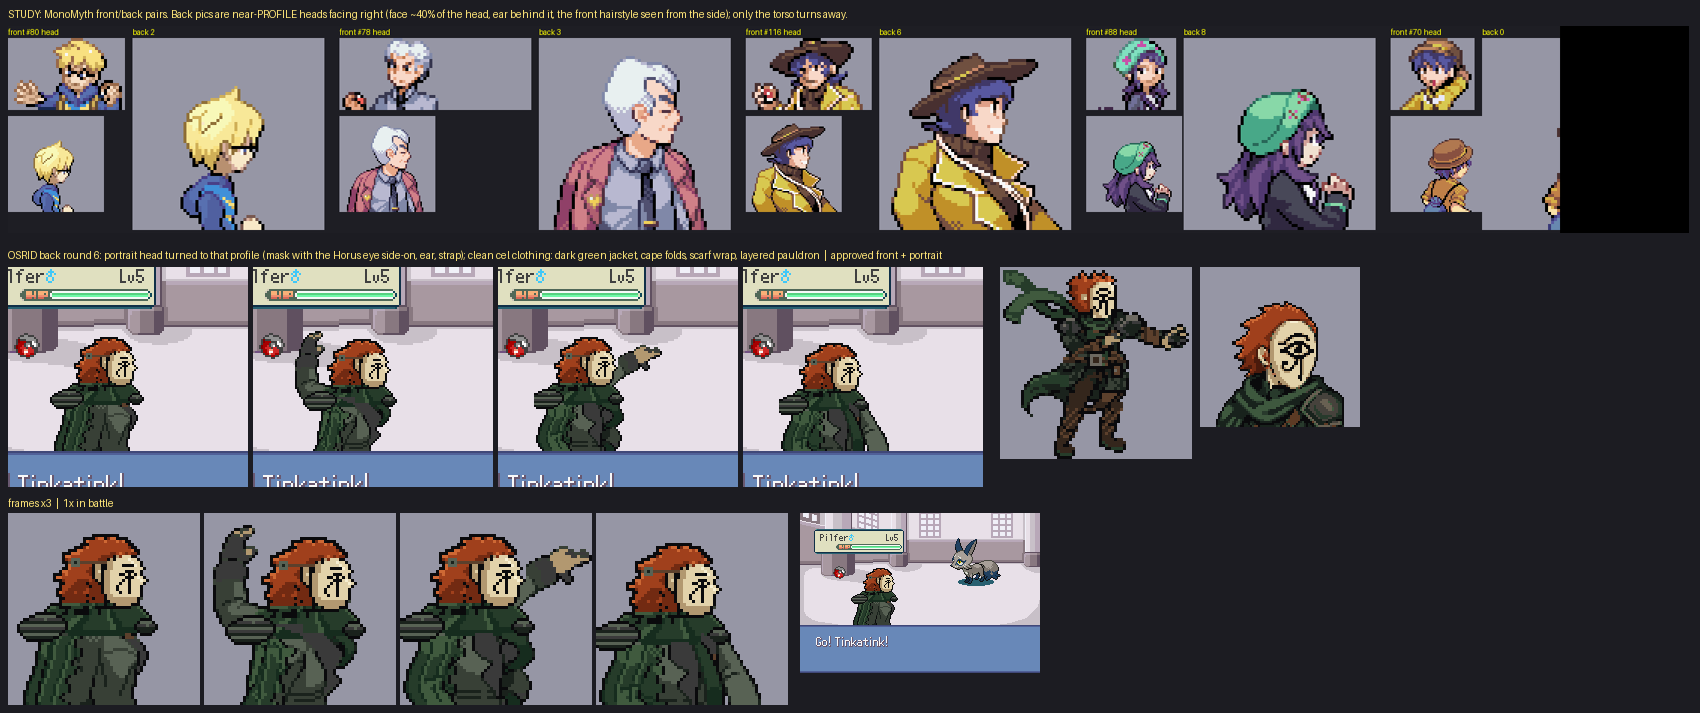 STUDY: MonoMyth front/back pairs. Back pics are near-PROFILE heads facing right (face ~40% of the head, ear behind it, the front hairstyle seen from the side); only the torso turns away.
front #80 head
back 2
front #78 head
back 3
front #116 head
back 6
front #88 head
back 8
front #70 head
back 0
OSRID back round 6: portrait head turned to that profile (mask with the Horus eye side-on, ear, strap); clean cel clothing: dark green jacket, cape folds, scarf wrap, layered pauldron | approved front + portrait
lfer♂ Lv5
Tinkatink!
lfer♂ Lv5
Tinkatink!
lfer♂ Lv5
Tinkatink!
lfer♂ Lv5
Tinkatink!
frames x3 | 1x in battle
Pilfer♂ Lv5
Go! Tinkatink!